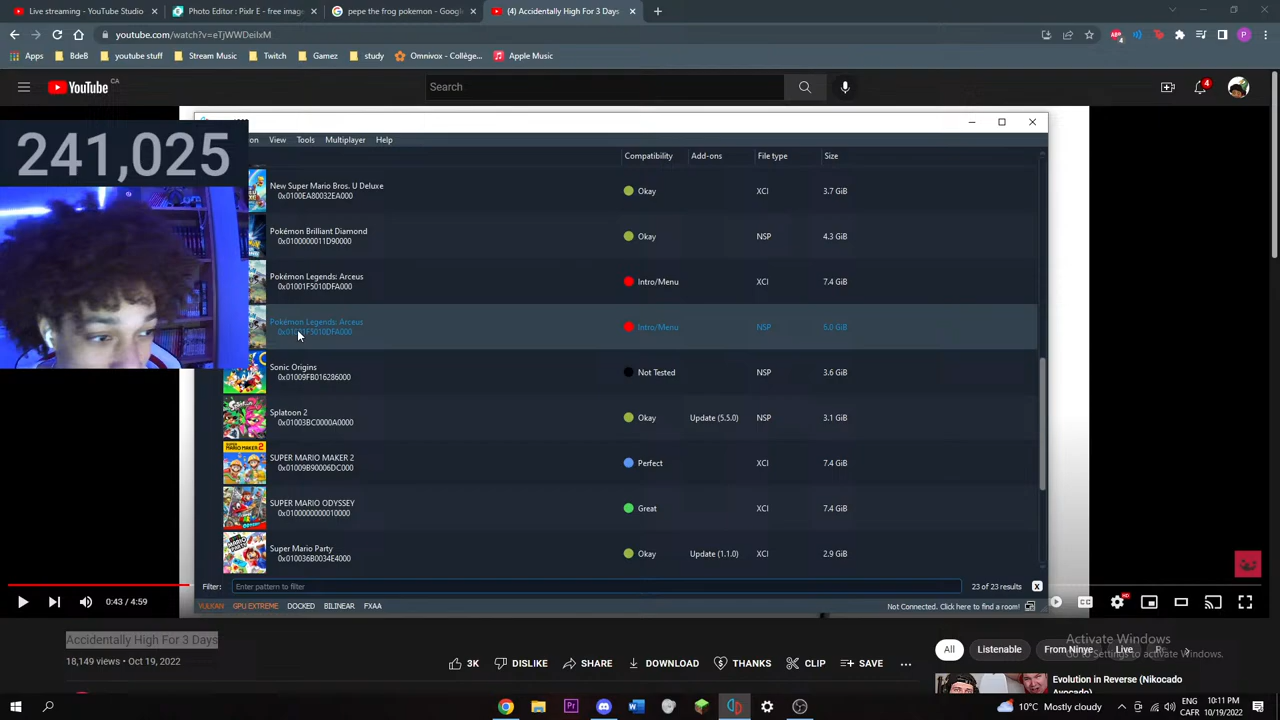 Live streaming - YouTube Studio
Photo Editor : Pixlr E - free image
pepe the frog pokemon - Google
(4) Accidentally High For 3 Days
youtube.com/watch?v=eTjWWDeiIxM
Apps
BdeB
youtube stuff
Stream Music
Twitch
Gamez
study
Omnivox - Collège...
Apple Music
YouTube CA
Search
4
241,025
View Tools Multiplayer Help
Compatibility Add-ons File type Size
New Super Mario Bros. U Deluxe
0x0100EA80032EA000
Okay XCI 3.7 GiB
Pokémon Brilliant Diamond
0x0100000011D90000
Okay NSP 4.3 GiB
Pokémon Legends: Arceus
0x01001F5010DFA000
Intro/Menu XCI 7.4 GiB
Pokémon Legends: Arceus
0x01001F5010DFA000
Intro/Menu NSP 6.0 GiB
Sonic Origins
0x01009FB016286000
Not Tested NSP 3.6 GiB
Splatoon 2
0x01003BC0000A0000
Okay Update (5.5.0) NSP 3.1 GiB
SUPER MARIO MAKER 2
0x01009B90006DC000
Perfect XCI 7.4 GiB
SUPER MARIO ODYSSEY
0x0100000000010000
Great XCI 7.4 GiB
Super Mario Party
0x010036B0034E4000
Okay Update (1.1.0) XCI 2.9 GiB
Filter: Enter pattern to filter 23 of 23 results X
VULKAN GPU EXTREME DOCKED BILINEAR FXAA
Not Connected. Click here to find a room!
0:43 / 4:59
Accidentally High For 3 Days
18,149 views • Oct 19, 2022
3K DISLIKE SHARE DOWNLOAD THANKS CLIP SAVE ...
All Listenable From Ninye Live
Activate Windows
Go to Settings to activate Windows.
Evolution in Reverse (Nikocado
Avocado)
10°C Mostly cloudy
ENG
CAFR
10:11 PM
10/19/2022